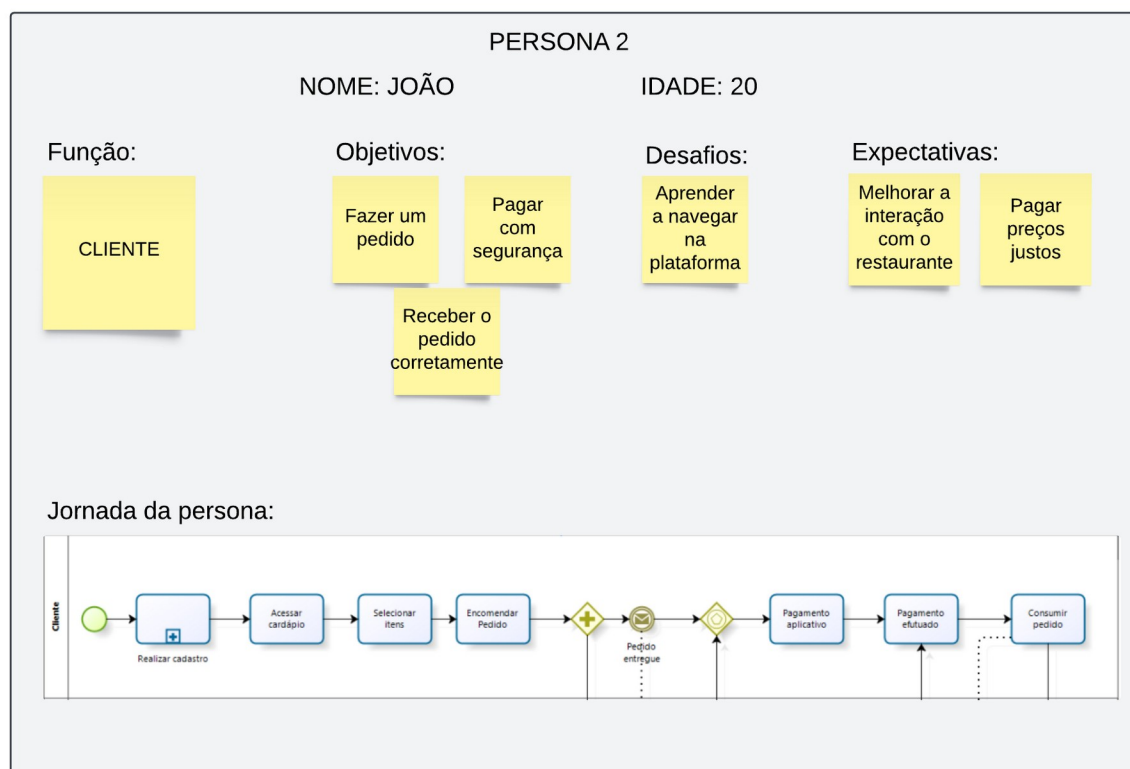 PERSONA 2
NOME: JOÃO
IDADE: 20
Função:
CLIENTE
Objetivos:
Fazer um
pedido
Pagar
com
segurança
Receber o
pedido
corretamente
Desafios:
Aprender
a navegar
na
plataforma
Expectativas:
Melhorar a
interação
com o
restaurante
Pagar
preços
justos
Jornada da persona:
Cliente
Realizar cadastro
Acessar
cardápio
Selecionar
itens
Encomendar
Pedido
Pedido
entregue
Pagamento
aplicativo
Pagamento
efutuado
Consumir
pedido